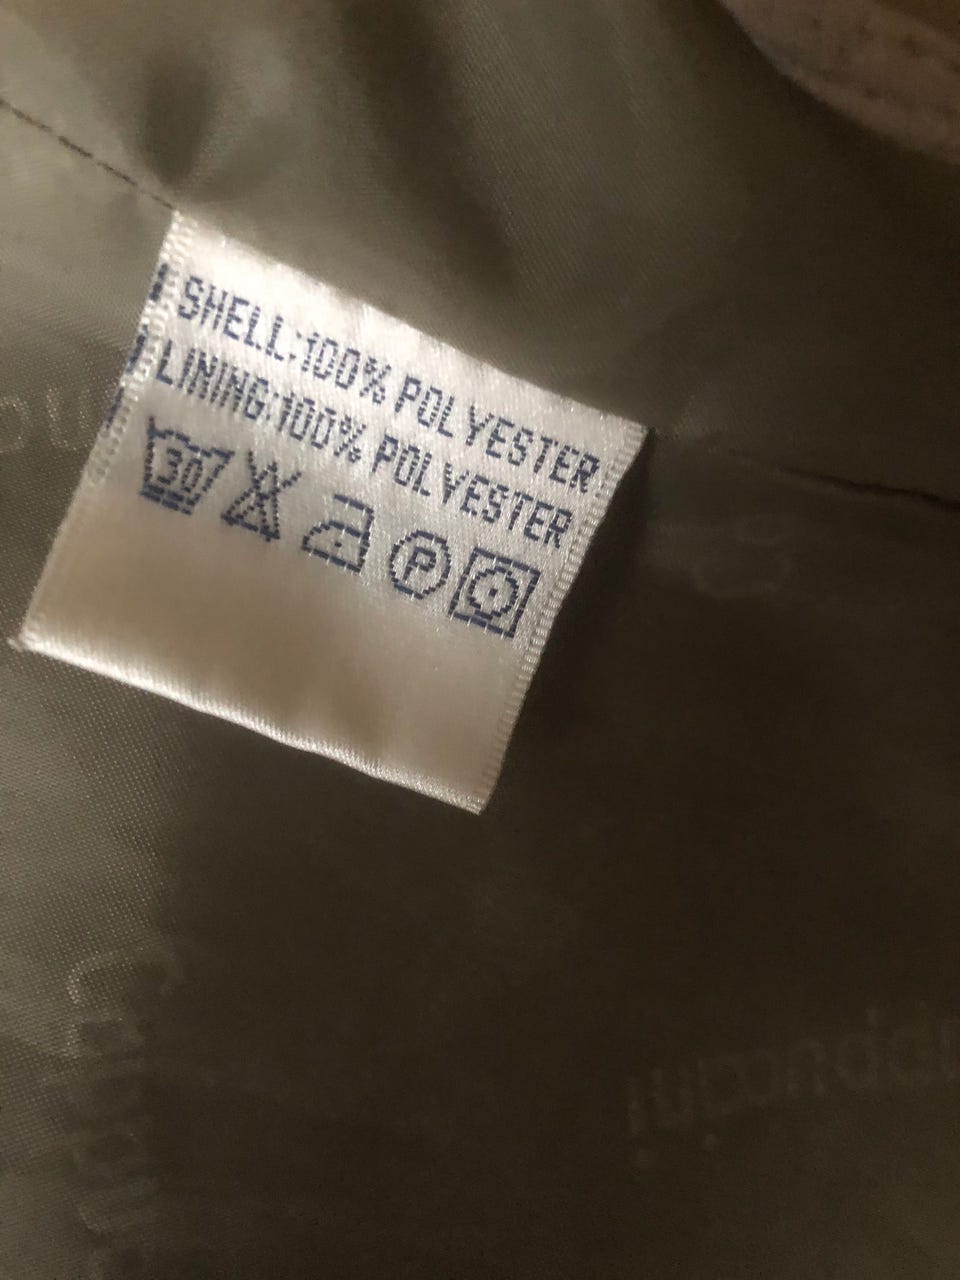 SHELL:100% POLYESTER
LINING:100% POLYESTER
30
P